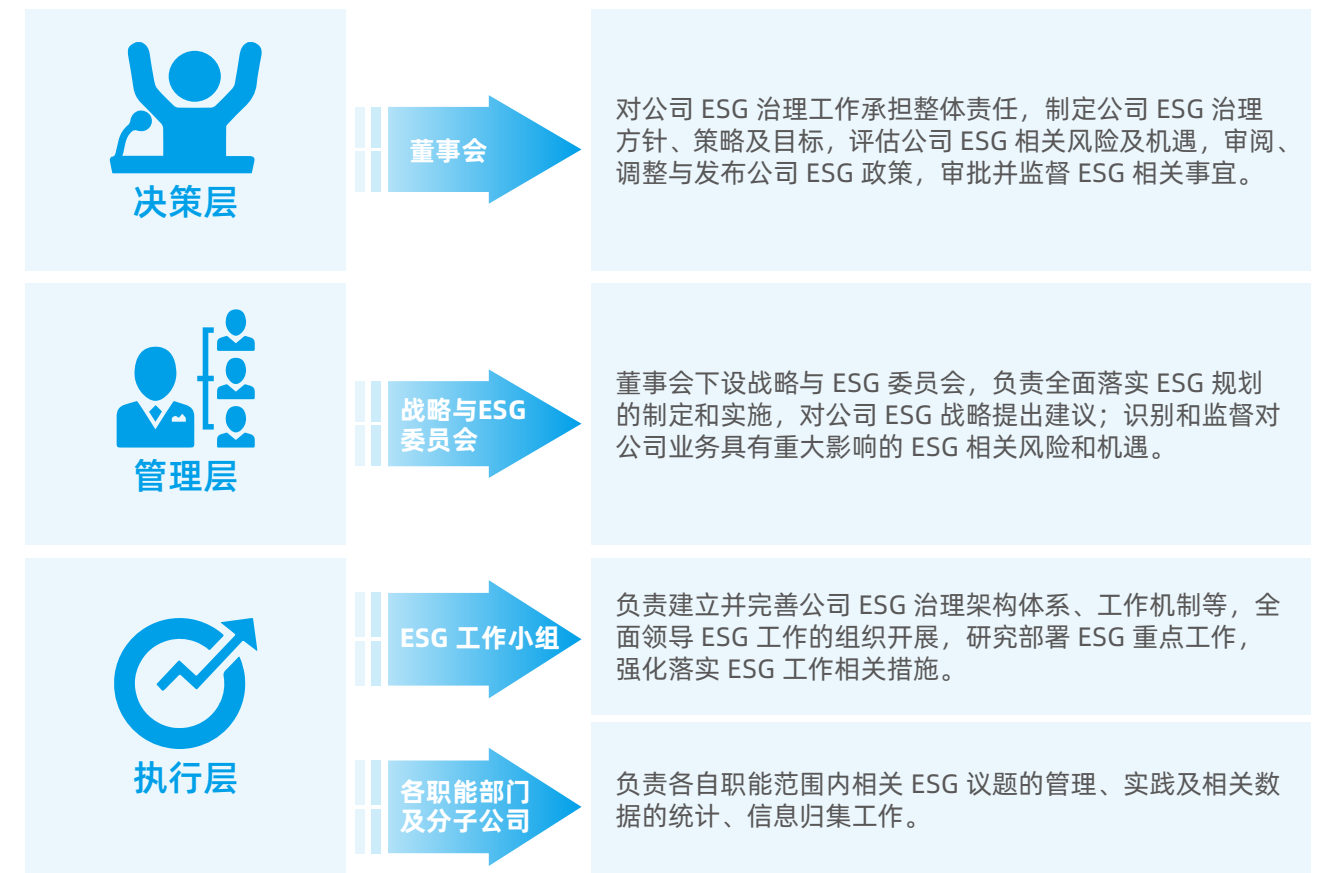 决策层
董事会
对公司 ESG 治理工作承担整体责任，制定公司 ESG 治理
方针、策略及目标，评估公司 ESG 相关风险及机遇，审阅、
调整与发布公司 ESG 政策，审批并监督 ESG 相关事宜。
管理层
战略与ESG
委员会
董事会下设战略与 ESG 委员会，负责全面落实 ESG 规划
的制定和实施，对公司 ESG 战略提出建议；识别和监督对
公司业务具有重大影响的 ESG 相关风险和机遇。
执行层
ESG 工作小组
负责建立并完善公司 ESG 治理架构体系、工作机制等，全
面领导 ESG 工作的组织开展，研究部署 ESG 重点工作，
强化落实 ESG 工作相关措施。
各职能部门
及分子公司
负责各自职能范围内相关 ESG 议题的管理、实践及相关数
据的统计、信息归集工作。